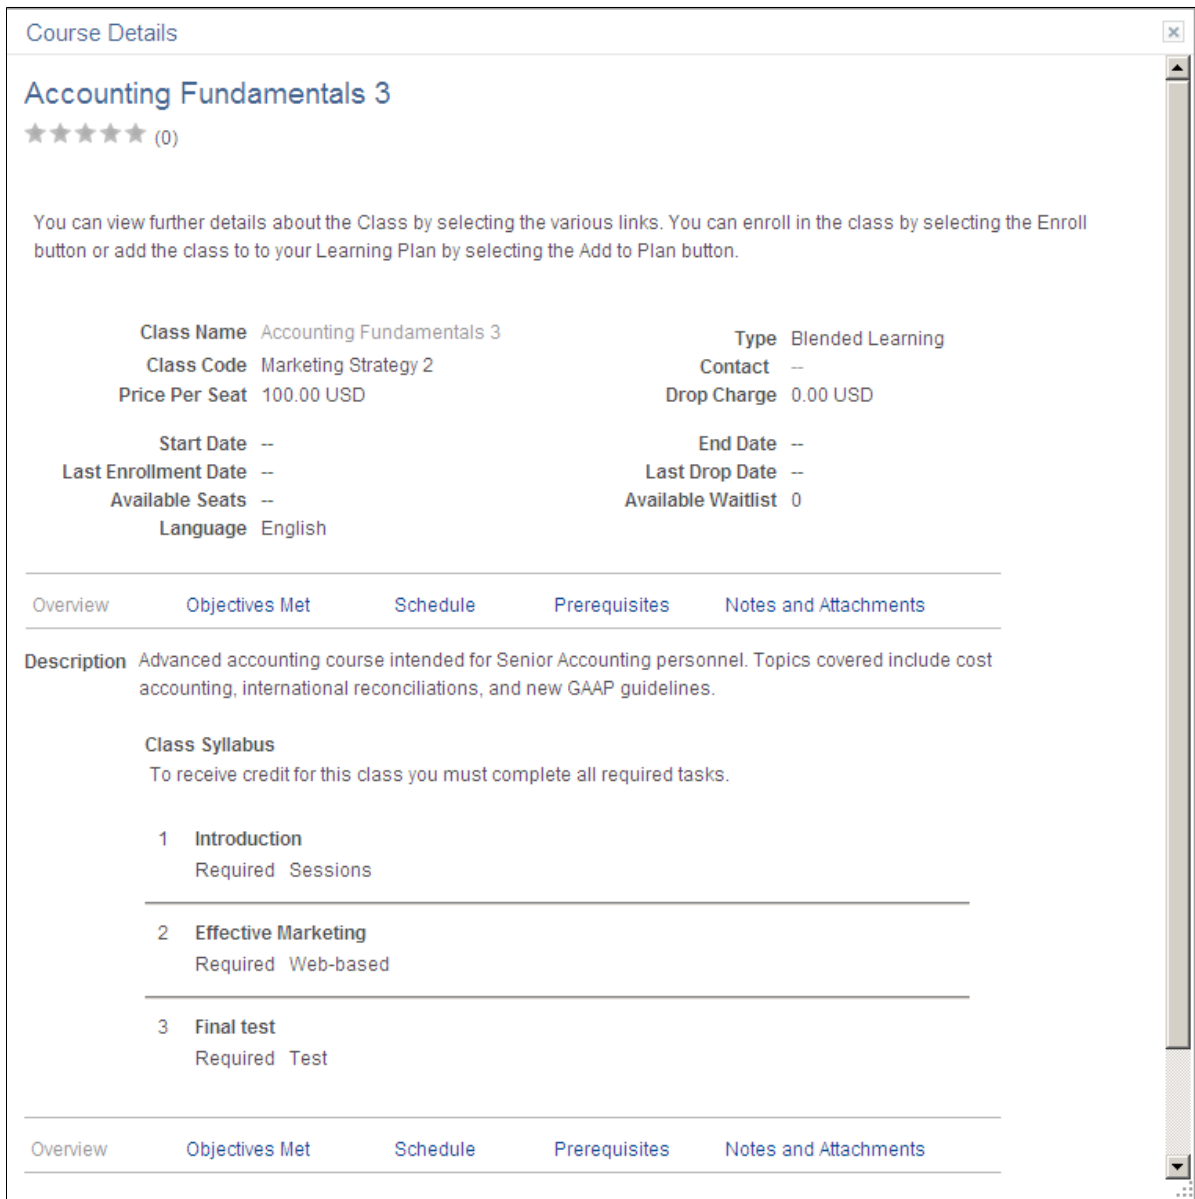 Course Details
Accounting Fundamentals 3
(0)
You can view further details about the Class by selecting the various links. You can enroll in the class by selecting the Enroll
button or add the class to to your Learning Plan by selecting the Add to Plan button.
Class Name Accounting Fundamentals 3
Type Blended Learning
Class Code Marketing Strategy 2
Contact --
Price Per Seat 100.00 USD
Drop Charge 0.00 USD
Start Date --
End Date --
Last Enrollment Date --
Last Drop Date --
Available Seats --
Available Waitlist 0
Language English
Overview Objectives Met Schedule Prerequisites Notes and Attachments
Description Advanced accounting course intended for Senior Accounting personnel. Topics covered include cost
accounting, international reconciliations, and new GAAP guidelines.
Class Syllabus
To receive credit for this class you must complete all required tasks.
1 Introduction
Required Sessions
2 Effective Marketing
Required Web-based
3 Final test
Required Test
Overview Objectives Met Schedule Prerequisites Notes and Attachments